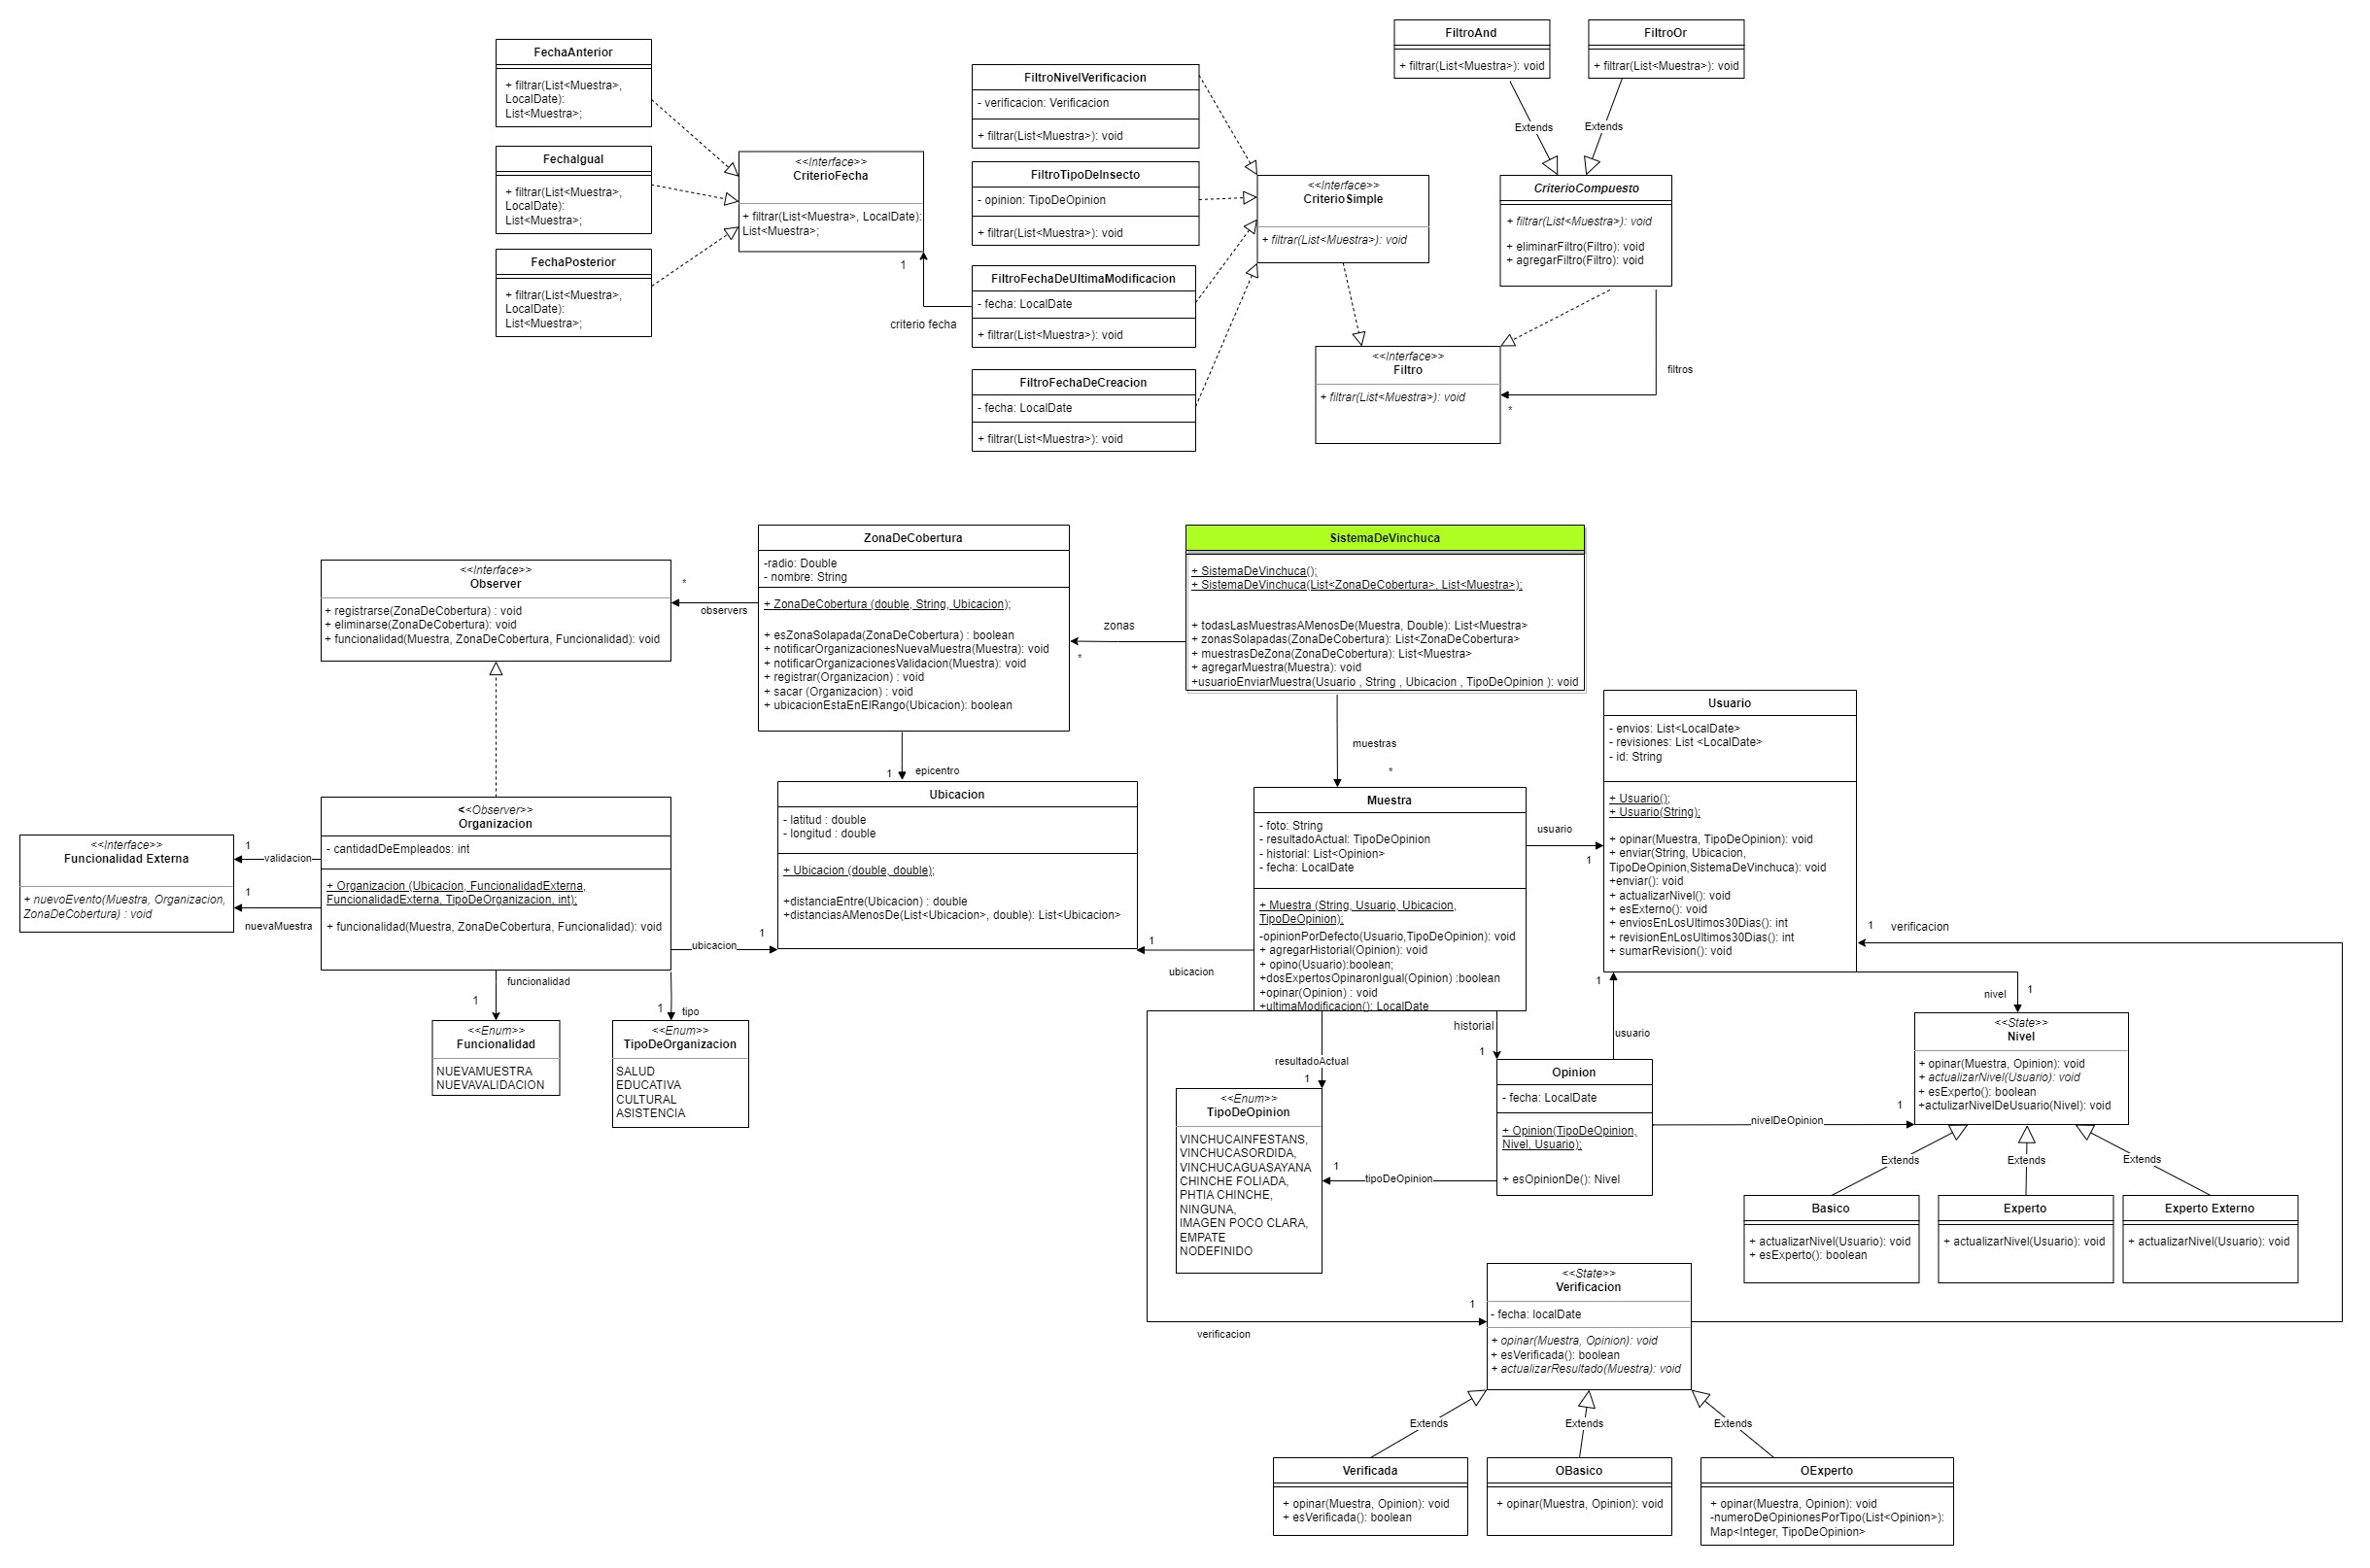 FechaAnterior
+ filtrar(List<Muestra>,
LocalDate):
List<Muestra>;
FechaIgual
+ filtrar(List<Muestra>,
LocalDate):
List<Muestra>;
FechaPosterior
+ filtrar(List<Muestra>,
LocalDate):
List<Muestra>;
<<Interface>>
CriterioFecha
+ filtrar(List<Muestra>, LocalDate):
List<Muestra>;
1
criterio fecha
FiltroNivelVerificacion
- verificacion: Verificacion
+ filtrar(List<Muestra>): void
FiltroTipoDeInsecto
- opinion: TipoDeOpinion
+ filtrar(List<Muestra>): void
FiltroFechaDeUltimaModificacion
- fecha: LocalDate
+ filtrar(List<Muestra>): void
FiltroFechaDeCreacion
- fecha: LocalDate
+ filtrar(List<Muestra>): void
<<Interface>>
CriterioSimple
+ filtrar(List<Muestra>): void
FiltroAnd
+ filtrar(List<Muestra>): void
FiltroOr
+ filtrar(List<Muestra>): void
Extends
Extends
CriterioCompuesto
+ filtrar(List<Muestra>): void
+ eliminarFiltro(Filtro): void
+ agregarFiltro(Filtro): void
<<Interface>>
Filtro
+ filtrar(List<Muestra>): void
filtros
*
<<Interface>>
Observer
+ registrarse(ZonaDeCobertura) : void
+ eliminarse(ZonaDeCobertura): void
+ funcionalidad(Muestra, ZonaDeCobertura, Funcionalidad): void
*
observers
ZonaDeCobertura
-radio: Double
- nombre: String
+ ZonaDeCobertura (double, String, Ubicacion);
+ esZonaSolapada(ZonaDeCobertura) : boolean
+ notificarOrganizacionesNuevaMuestra(Muestra): void
+ notificarOrganizacionesValidacion(Muestra): void
+ registrar(Organizacion) : void
+ sacar (Organizacion) : void
+ ubicacionEstaEnElRango(Ubicacion): boolean
zonas
*
SistemaDeVinchuca
+ SistemaDeVinchuca();
+ SistemaDeVinchuca(List<ZonaDeCobertura>, List<Muestra>);
+ todasLasMuestrasAMenosDe(Muestra, Double): List<Muestra>
+ zonasSolapadas(ZonaDeCobertura): List<ZonaDeCobertura>
+ muestrasDeZona(ZonaDeCobertura): List<Muestra>
+ agregarMuestra(Muestra): void
+usuarioEnviarMuestra(Usuario , String , Ubicacion , TipoDeOpinion ): void
muestras
*
1
epicentro
Usuario
- envios: List<LocalDate>
- revisiones: List <LocalDate>
- id: String
+ Usuario();
+ Usuario(String);
+ opinar(Muestra, TipoDeOpinion): void
+ enviar(String, Ubicacion,
TipoDeOpinion,SistemaDeVinchuca): void
+enviar(): void
+ actualizarNivel(): void
+ esExterno(): void
+ enviosEnLosUltimos30Dias(): int
+ revisionEnLosUltimos30Dias(): int
+ sumarRevision(): void
<<Interface>>
Funcionalidad Externa
+ nuevoEvento(Muestra, Organizacion,
ZonaDeCobertura) : void
1
validacion
1
nuevaMuestra
<<Observer>>
Organizacion
- cantidadDeEmpleados: int
+ Organizacion (Ubicacion, FuncionalidadExterna,
FuncionalidadExterna, TipoDeOrganizacion, int);
+ funcionalidad(Muestra, ZonaDeCobertura, Funcionalidad): void
ubicacion
1
Ubicacion
- latitud : double
- longitud : double
+ Ubicacion (double, double);
+distanciaEntre(Ubicacion) : double
+distanciasAMenosDe(List<Ubicacion>, double): List<Ubicacion>
1
ubicacion
Muestra
- foto: String
- resultadoActual: TipoDeOpinion
- historial: List<Opinion>
- fecha: LocalDate
+ Muestra (String, Usuario, Ubicacion,
TipoDeOpinion);
-opinionPorDefecto(Usuario,TipoDeOpinion): void
+ agregarHistorial(Opinion): void
+ opino(Usuario):boolean;
+dosExpertosOpinaronIgual(Opinion) :boolean
+opinar(Opinion) : void
+ultimaModificacion(): LocalDate
usuario
1
1
verificacion
funcionalidad
1
1
tipo
<<Enum>>
Funcionalidad
NUEVAMUESTRA
NUEVAVALIDACION
<<Enum>>
TipoDeOrganizacion
SALUD
EDUCATIVA
CULTURAL
ASISTENCIA
resultadoActual
1
historial
1
1
usuario
nivel
1
<<Enum>>
TipoDeOpinion
VINCHUCAINFESTANS,
VINCHUCASORDIDA,
VINCHUCAGUASAYANA
CHINCHE FOLIADA,
PHTIA CHINCHE,
NINGUNA,
IMAGEN POCO CLARA,
EMPATE
NODEFINIDO
Opinion
- fecha: LocalDate
+ Opinion(TipoDeOpinion,
Nivel, Usuario);
+ esOpinionDe(): Nivel
1
tipoDeOpinion
nivelDeOpinion
1
<<State>>
Nivel
+ opinar(Muestra, Opinion): void
+ actualizarNivel(Usuario): void
+ esExperto(): boolean
+actulizarNivelDeUsuario(Nivel): void
Extends
Extends
Extends
Basico
+ actualizarNivel(Usuario): void
+ esExperto(): boolean
Experto
+ actualizarNivel(Usuario): void
Experto Externo
+ actualizarNivel(Usuario): void
verificacion
1
<<State>>
Verificacion
- fecha: localDate
+ opinar(Muestra, Opinion): void
+ esVerificada(): boolean
+ actualizarResultado(Muestra): void
Extends
Extends
Extends
Verificada
+ opinar(Muestra, Opinion): void
+ esVerificada(): boolean
OBasico
+ opinar(Muestra, Opinion): void
OExperto
+ opinar(Muestra, Opinion): void
-numeroDeOpinionesPorTipo(List<Opinion>):
Map<Integer, TipoDeOpinion>